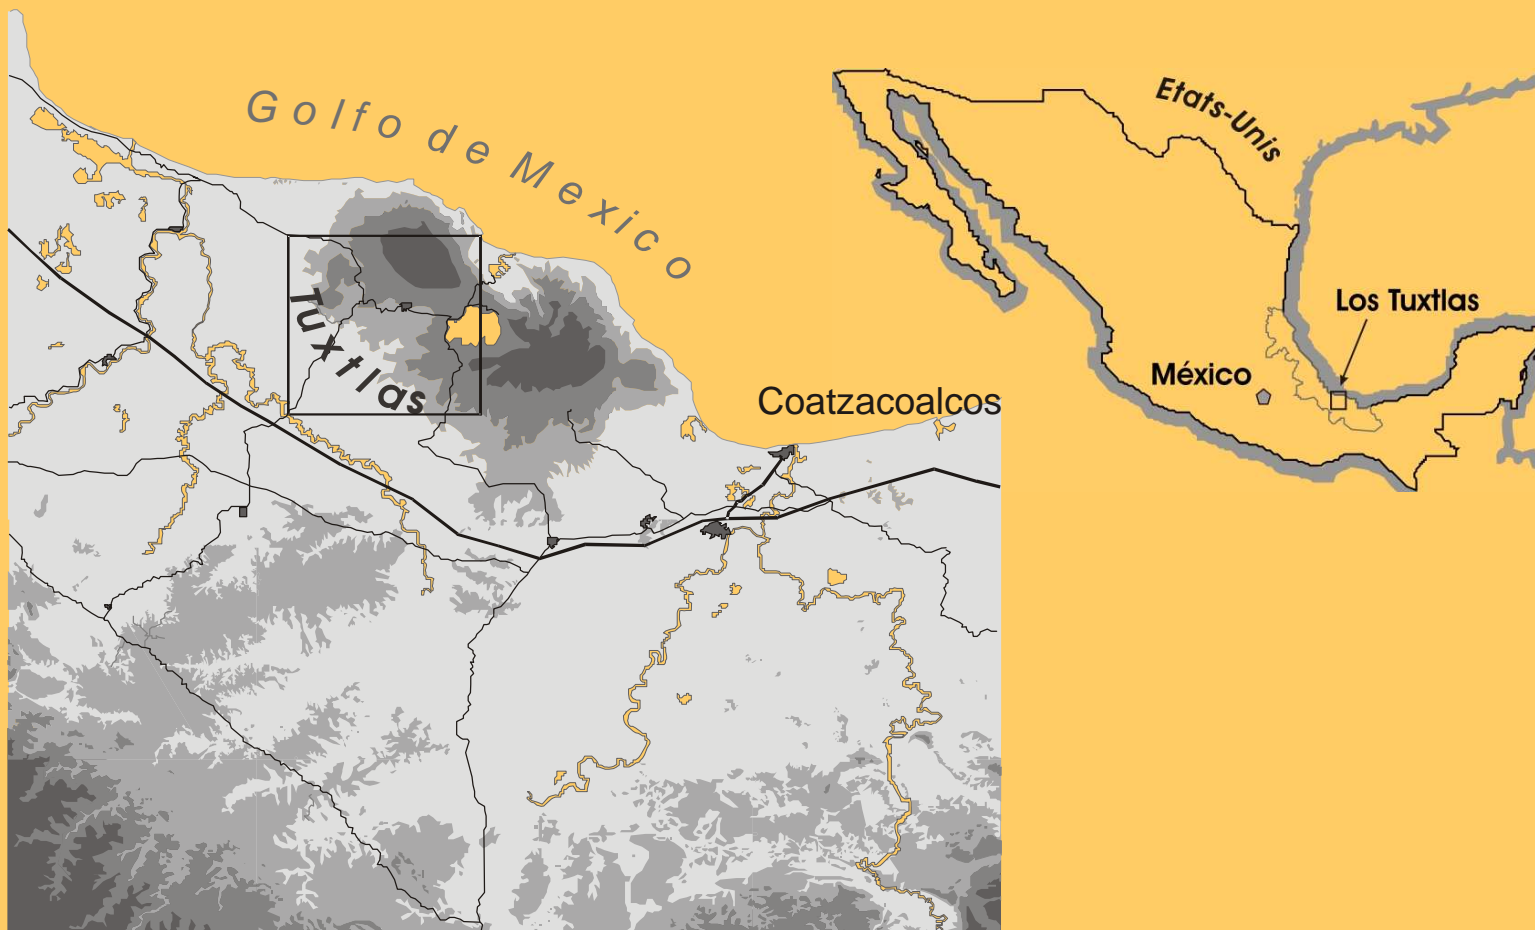 Golfo de Mexico
Etats-Unis
Los Tuxtlas
México
Tuxtlas
Coatzacoalcos